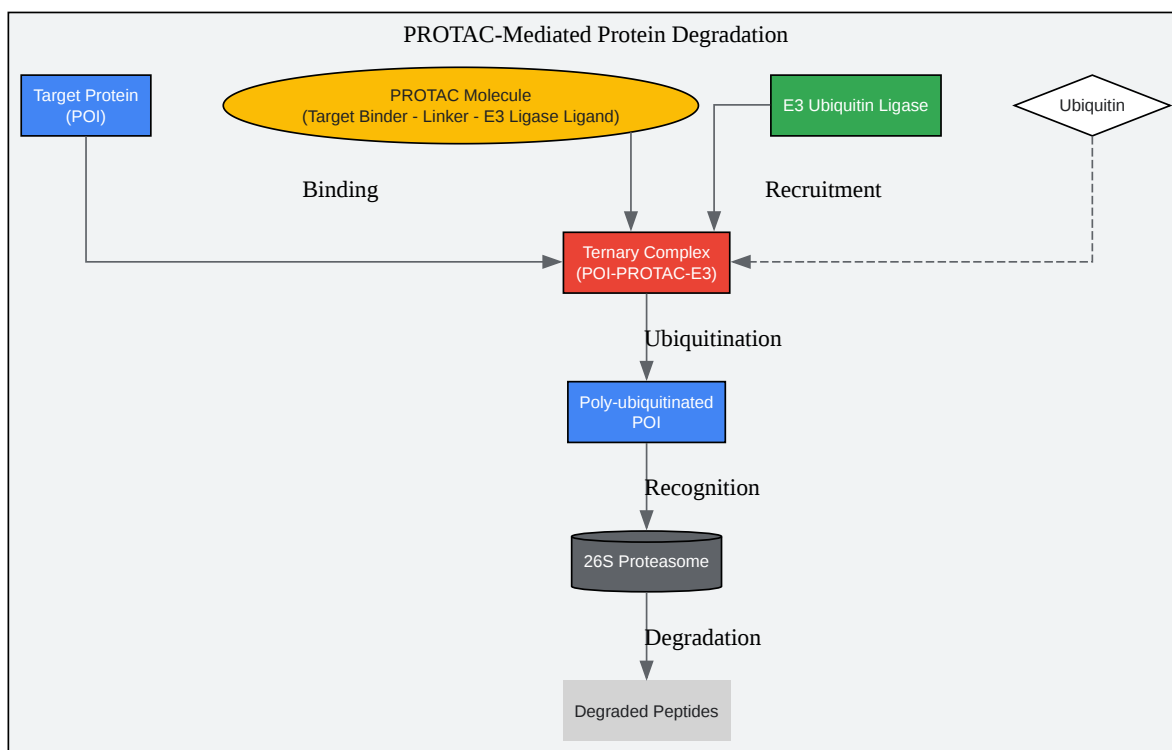 PROTAC-Mediated Protein Degradation
Target Protein
(POI)
PROTAC Molecule
(Target Binder - Linker - E3 Ligase Ligand)
E3 Ubiquitin Ligase
Ubiquitin
Binding
Recruitment
Ternary Complex
(POI-PROTAC-E3)
Ubiquitination
Poly-ubiquitinated
POI
Recognition
26S Proteasome
Degradation
Degraded Peptides